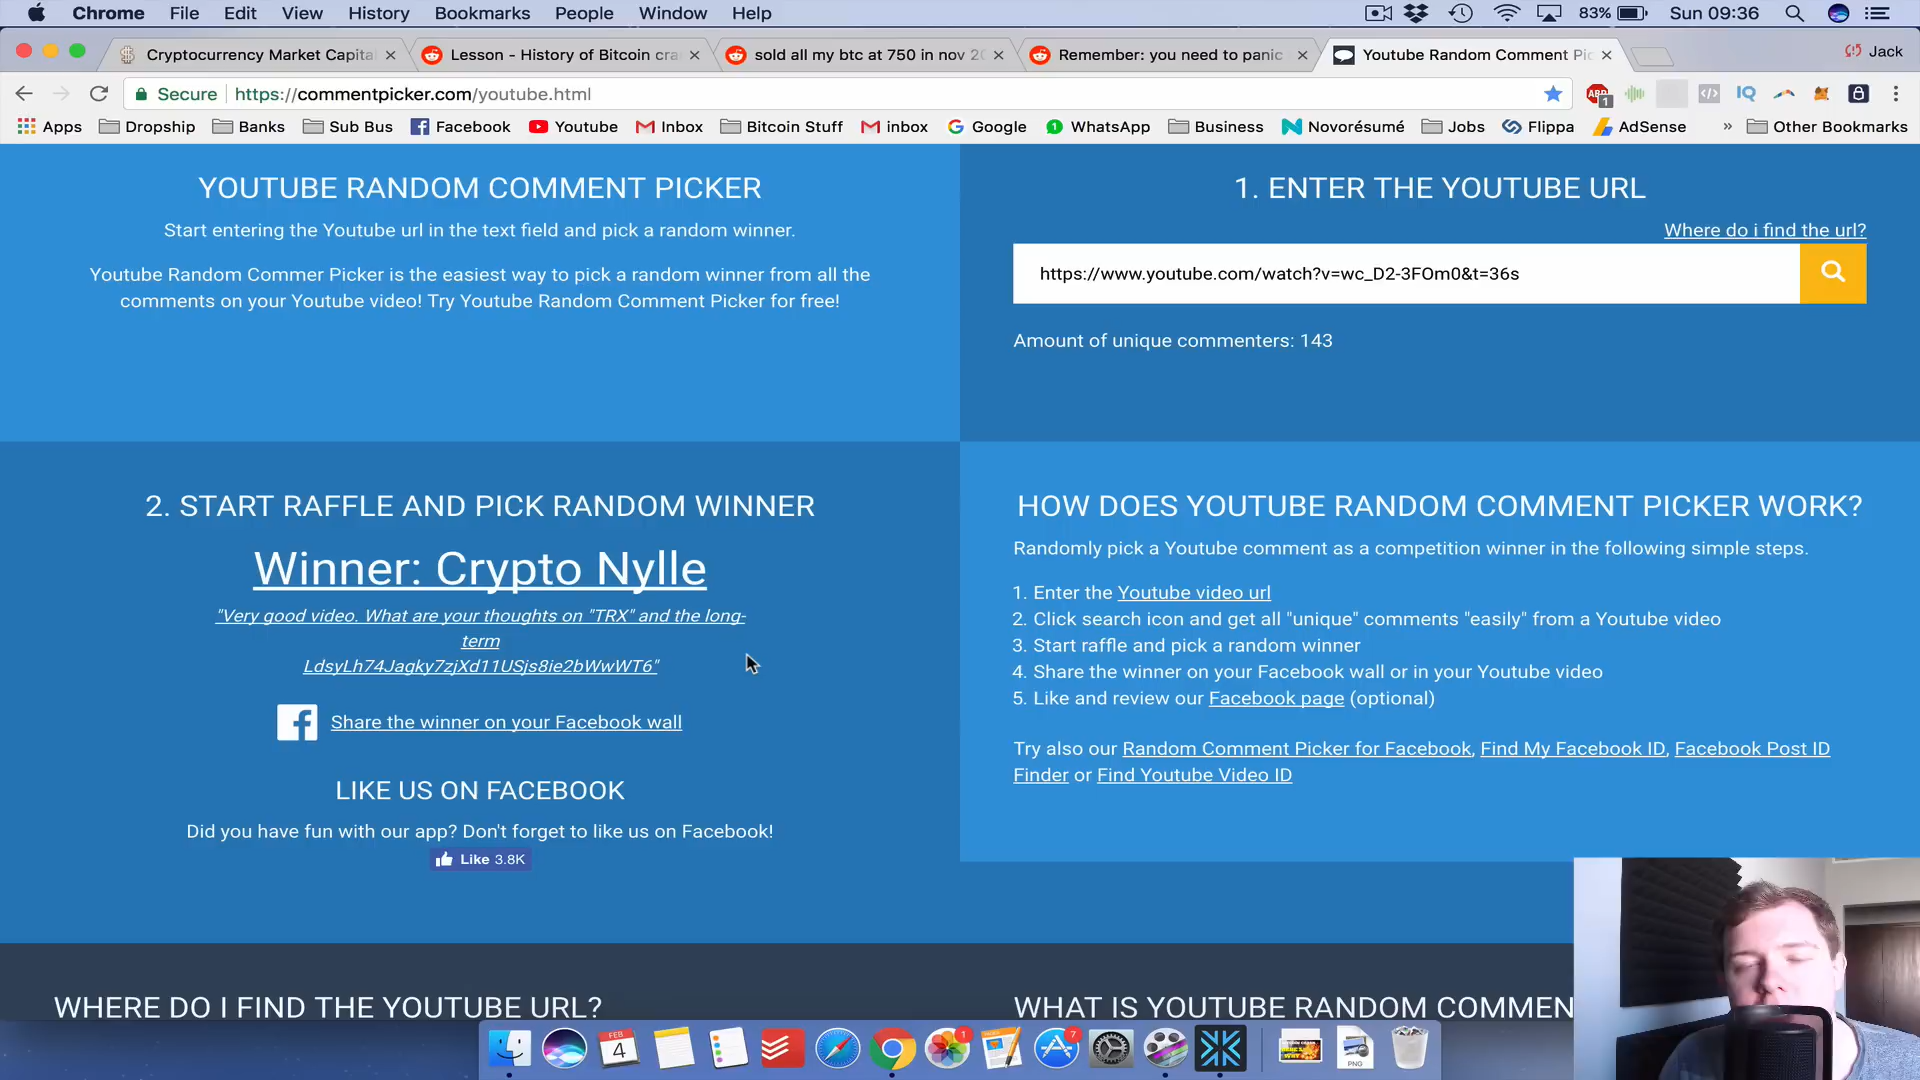 Chrome File Edit View History Bookmarks People Window Help 83% Sun 09:36
Cryptocurrency Market Capital
Lesson - History of Bitcoin cra
sold all my btc at 750 in nov 20
Remember: you need to panic
Youtube Random Comment Pic
Jack
Secure https://commentpicker.com/youtube.html
ABP 1 IQ
Apps Dropship Banks Sub Bus Facebook Youtube Inbox Bitcoin Stuff inbox Google 1 WhatsApp Business Novorésumé Jobs Flippa AdSense » Other Bookmarks
YOUTUBE RANDOM COMMENT PICKER
Start entering the Youtube url in the text field and pick a random winner.
Youtube Random Commer Picker is the easiest way to pick a random winner from all the
comments on your Youtube video! Try Youtube Random Comment Picker for free!
1. ENTER THE YOUTUBE URL
Where do i find the url?
https://www.youtube.com/watch?v=wc_D2-3FOm0&t=36s
Amount of unique commenters: 143
2. START RAFFLE AND PICK RANDOM WINNER
Winner: Crypto Nylle
"Very good video. What are your thoughts on "TRX" and the long-
term
LdsyLh74Jagky7zjXd11USjs8ie2bWwWT6"
Share the winner on your Facebook wall
LIKE US ON FACEBOOK
Did you have fun with our app? Don't forget to like us on Facebook!
Like 3.8K
HOW DOES YOUTUBE RANDOM COMMENT PICKER WORK?
Randomly pick a Youtube comment as a competition winner in the following simple steps.
1. Enter the Youtube video url
2. Click search icon and get all "unique" comments "easily" from a Youtube video
3. Start raffle and pick a random winner
4. Share the winner on your Facebook wall or in your Youtube video
5. Like and review our Facebook page (optional)
Try also our Random Comment Picker for Facebook, Find My Facebook ID, Facebook Post ID
Finder or Find Youtube Video ID
WHERE DO I FIND THE YOUTUBE URL?
WHAT IS YOUTUBE RANDOM COMMEN
FEB
4
1
7
PNG